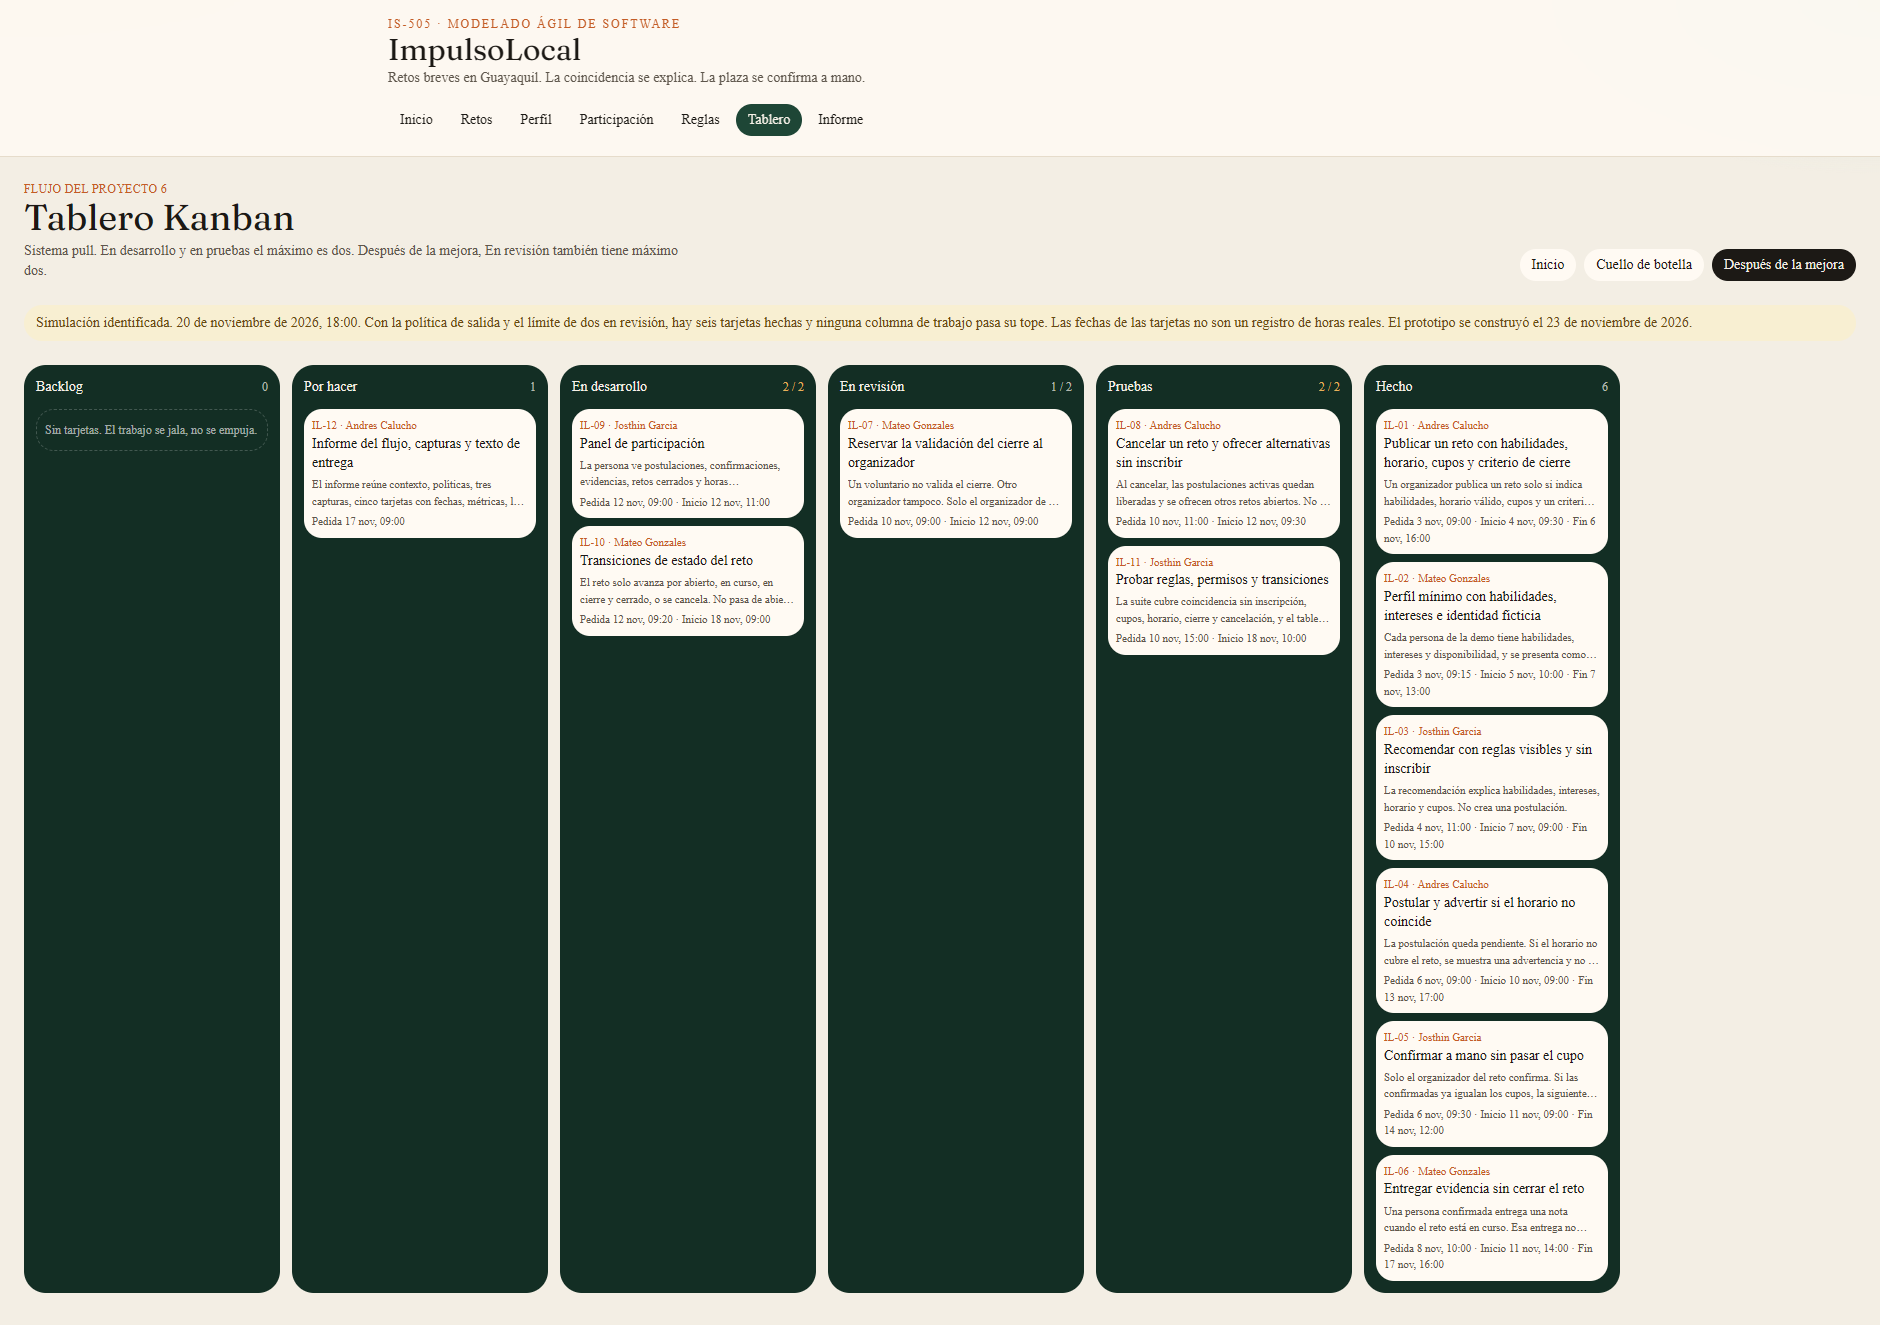 IS-505 · MODELADO ÁGIL DE SOFTWARE
ImpulsoLocal
Retos breves en Guayaquil. La coincidencia se explica. La plaza se confirma a mano.
Inicio Retos Perfil Participación Reglas Tablero Informe
FLUJO DEL PROYECTO 6
Tablero Kanban
Sistema pull. En desarrollo y en pruebas el máximo es dos. Después de la mejora, En revisión también tiene máximo
dos.
Inicio Cuello de botella Después de la mejora
Simulación identificada. 20 de noviembre de 2026, 18:00. Con la política de salida y el límite de dos en revisión, hay seis tarjetas hechas y ninguna columna de trabajo pasa su tope. Las fechas de las tarjetas no son un registro de horas reales. El prototipo se construyó el 23 de noviembre de 2026.
Backlog 0
Sin tarjetas. El trabajo se jala, no se empuja.
Por hacer 1
IL-12 · Andres Calucho
Informe del flujo, capturas y texto de
entrega
El informe reúne contexto, políticas, tres
capturas, cinco tarjetas con fechas, métricas, l…
Pedida 17 nov, 09:00
En desarrollo 2 / 2
IL-09 · Josthin Garcia
Panel de participación
La persona ve postulaciones, confirmaciones,
evidencias, retos cerrados y horas…
Pedida 12 nov, 09:00 · Inicio 12 nov, 11:00
IL-10 · Mateo Gonzales
Transiciones de estado del reto
El reto solo avanza por abierto, en curso, en
cierre y cerrado, o se cancela. No pasa de abie…
Pedida 12 nov, 09:20 · Inicio 18 nov, 09:00
En revisión 1 / 2
IL-07 · Mateo Gonzales
Reservar la validación del cierre al
organizador
Un voluntario no valida el cierre. Otro
organizador tampoco. Solo el organizador de …
Pedida 10 nov, 09:00 · Inicio 12 nov, 09:00
Pruebas 2 / 2
IL-08 · Andres Calucho
Cancelar un reto y ofrecer alternativas
sin inscribir
Al cancelar, las postulaciones activas quedan
liberadas y se ofrecen otros retos abiertos. No …
Pedida 10 nov, 11:00 · Inicio 12 nov, 09:30
IL-11 · Josthin Garcia
Probar reglas, permisos y transiciones
La suite cubre coincidencia sin inscripción,
cupos, horario, cierre y cancelación, y el table…
Pedida 10 nov, 15:00 · Inicio 18 nov, 10:00
Hecho 6
IL-01 · Andres Calucho
Publicar un reto con habilidades,
horario, cupos y criterio de cierre
Un organizador publica un reto solo si indica
habilidades, horario válido, cupos y un criteri…
Pedida 3 nov, 09:00 · Inicio 4 nov, 09:30 · Fin 6
nov, 16:00
IL-02 · Mateo Gonzales
Perfil mínimo con habilidades,
intereses e identidad ficticia
Cada persona de la demo tiene habilidades,
intereses y disponibilidad, y se presenta como…
Pedida 3 nov, 09:15 · Inicio 5 nov, 10:00 · Fin 7
nov, 13:00
IL-03 · Josthin Garcia
Recomendar con reglas visibles y sin
inscribir
La recomendación explica habilidades, intereses,
horario y cupos. No crea una postulación.
Pedida 4 nov, 11:00 · Inicio 7 nov, 09:00 · Fin
10 nov, 15:00
IL-04 · Andres Calucho
Postular y advertir si el horario no
coincide
La postulación queda pendiente. Si el horario no
cubre el reto, se muestra una advertencia y no …
Pedida 6 nov, 09:00 · Inicio 10 nov, 09:00 · Fin
13 nov, 17:00
IL-05 · Josthin Garcia
Confirmar a mano sin pasar el cupo
Solo el organizador del reto confirma. Si las
confirmadas ya igualan los cupos, la siguiente…
Pedida 6 nov, 09:30 · Inicio 11 nov, 09:00 · Fin
14 nov, 12:00
IL-06 · Mateo Gonzales
Entregar evidencia sin cerrar el reto
Una persona confirmada entrega una nota
cuando el reto está en curso. Esa entrega no…
Pedida 8 nov, 10:00 · Inicio 11 nov, 14:00 · Fin
17 nov, 16:00